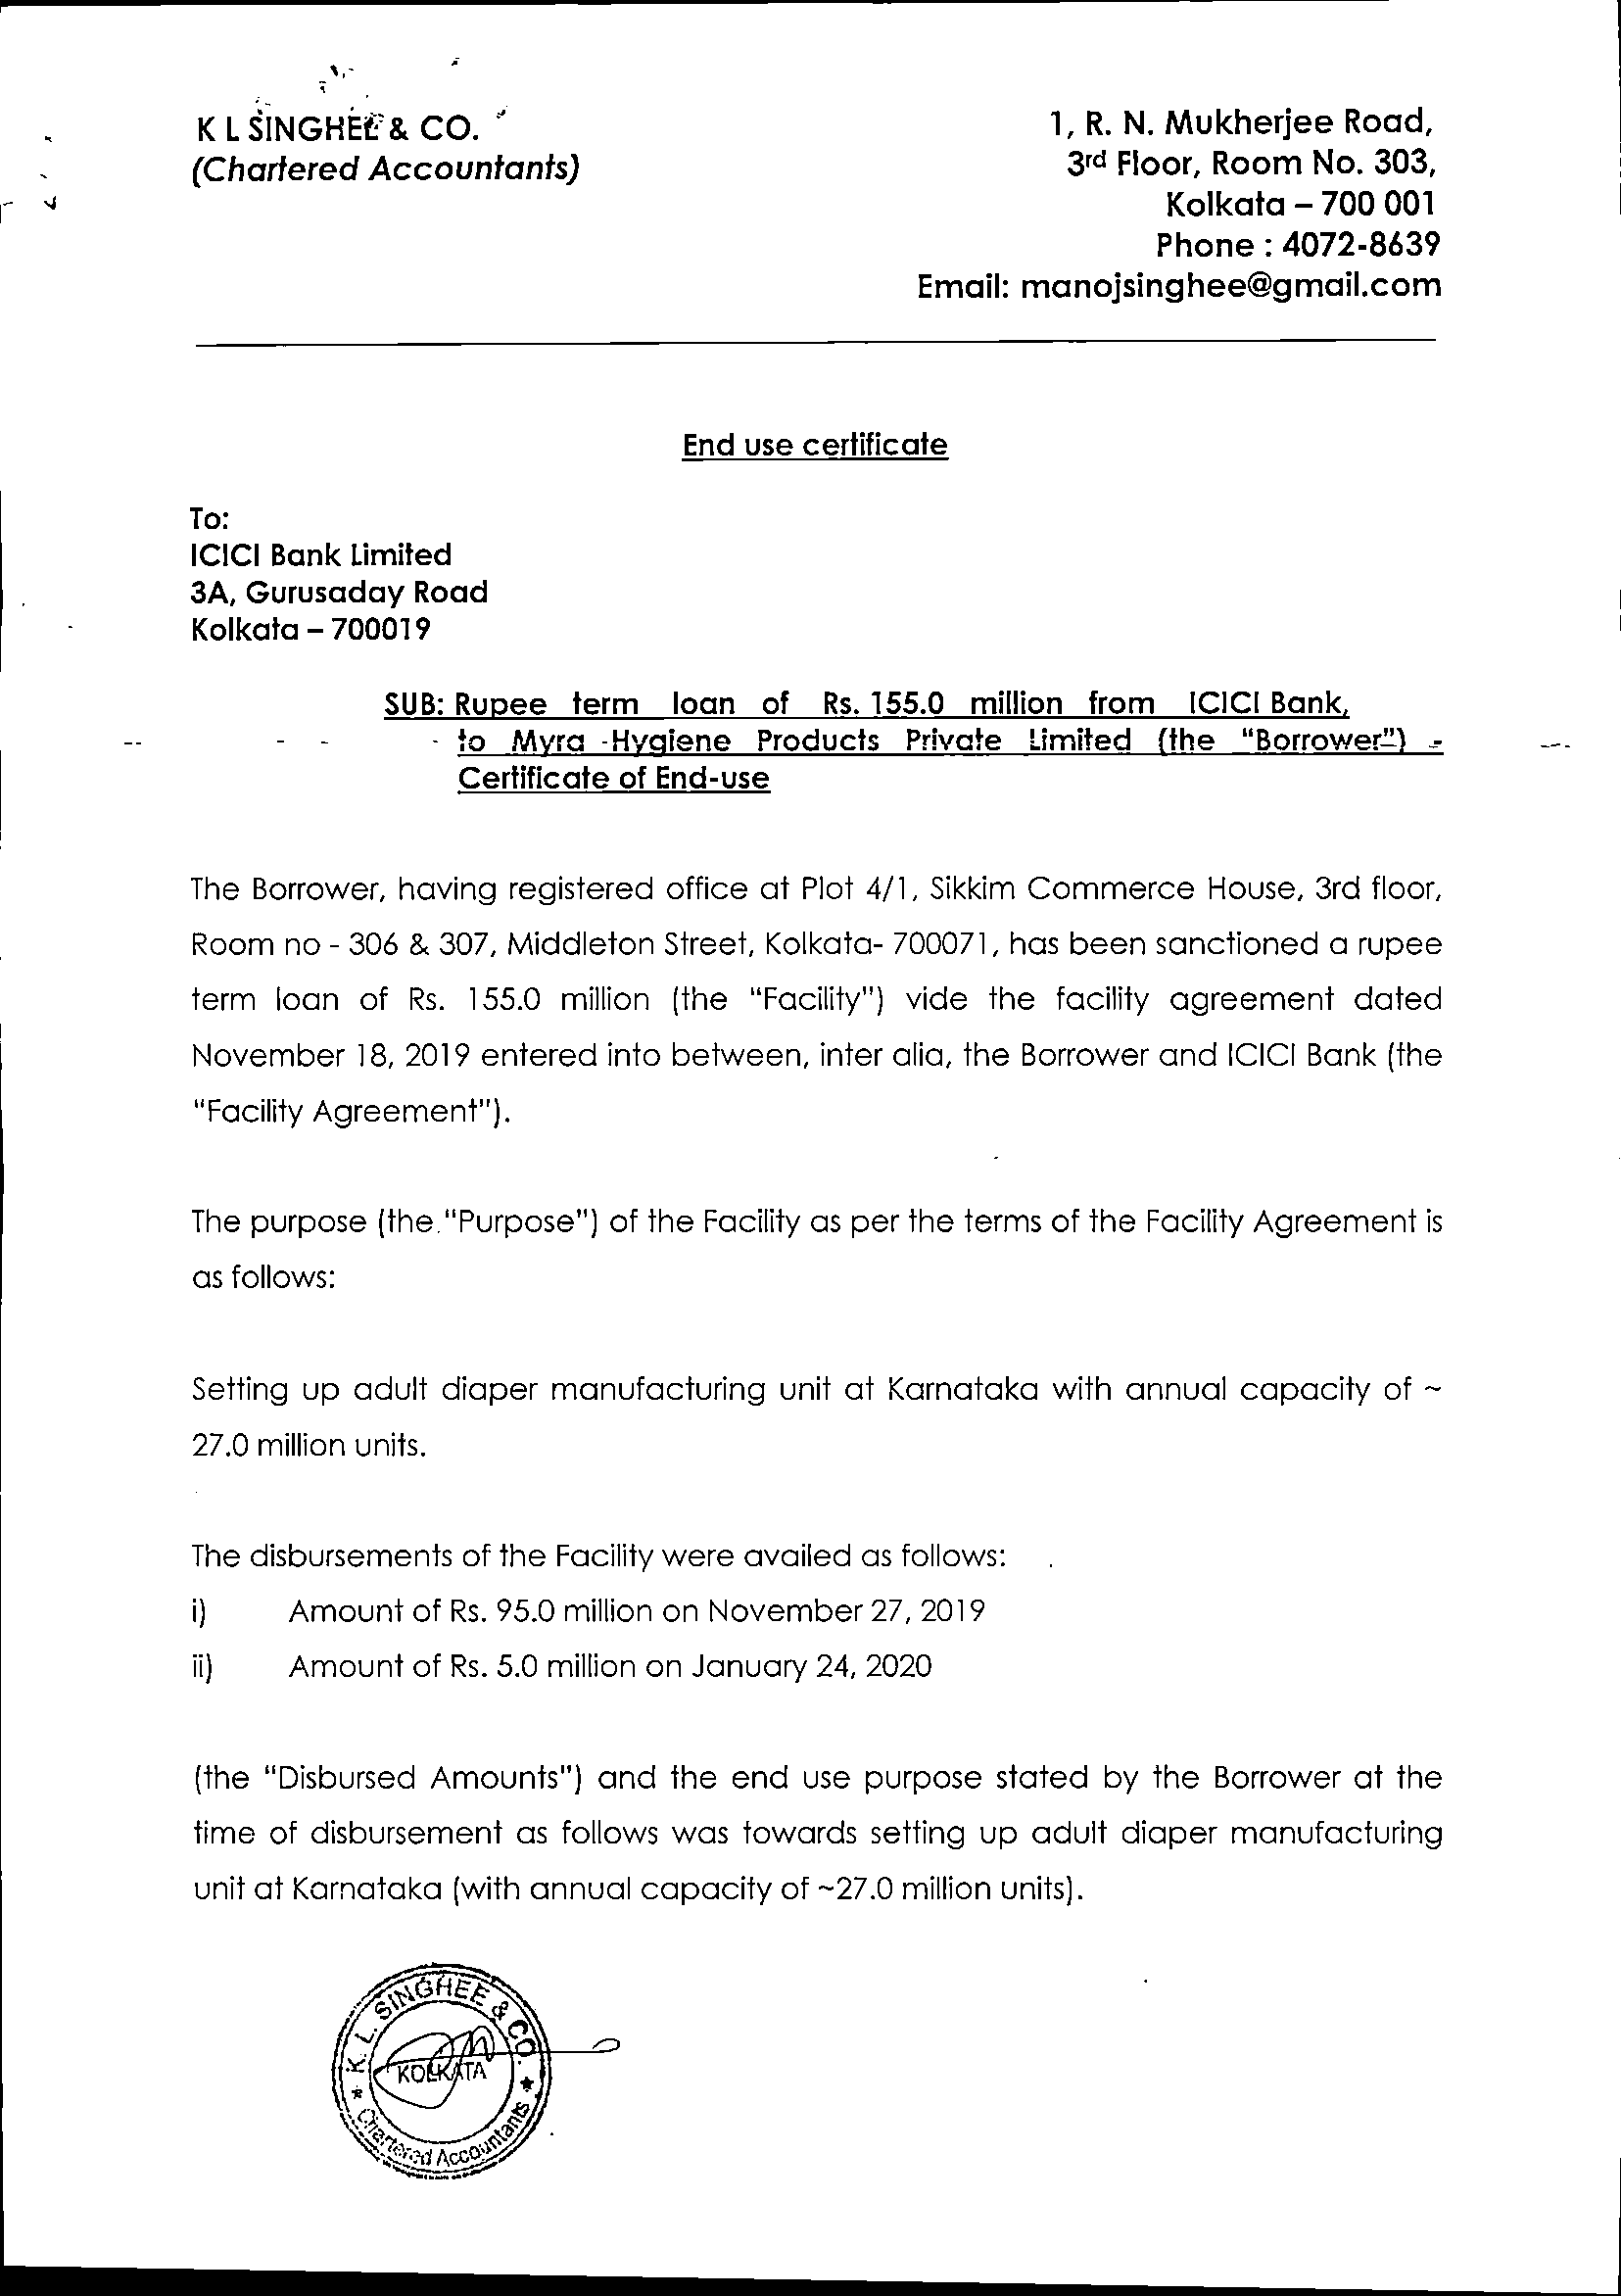 K L SINGHEE & CO.
(Chartered Accountants)
1, R. N. Mukherjee Road,
3rd Floor, Room No. 303,
Kolkata – 700 001
Phone : 4072-8639
Email: manojsinghee@gmail.com
End use certificate
To:
ICICI Bank Limited
3A, Gurusaday Road
Kolkata – 700019
SUB: Rupee term loan of Rs. 155.0 million from ICICI Bank,
to Myra -Hygiene Products Private Limited (the "Borrower") -
Certificate of End-use
The Borrower, having registered office at Plot 4/1, Sikkim Commerce House, 3rd floor,
Room no - 306 & 307, Middleton Street, Kolkata- 700071, has been sanctioned a rupee
term loan of Rs. 155.0 million (the "Facility") vide the facility agreement dated
November 18, 2019 entered into between, inter alia, the Borrower and ICICI Bank (the
"Facility Agreement").
The purpose (the "Purpose") of the Facility as per the terms of the Facility Agreement is
as follows:
Setting up adult diaper manufacturing unit at Karnataka with annual capacity of ~
27.0 million units.
The disbursements of the Facility were availed as follows:
i) Amount of Rs. 95.0 million on November 27, 2019
ii) Amount of Rs. 5.0 million on January 24, 2020
(the "Disbursed Amounts") and the end use purpose stated by the Borrower at the
time of disbursement as follows was towards setting up adult diaper manufacturing
unit at Karnataka (with annual capacity of ~27.0 million units).
K. L. SINGHEE & CO.
KOLKATA
Chartered Accountants